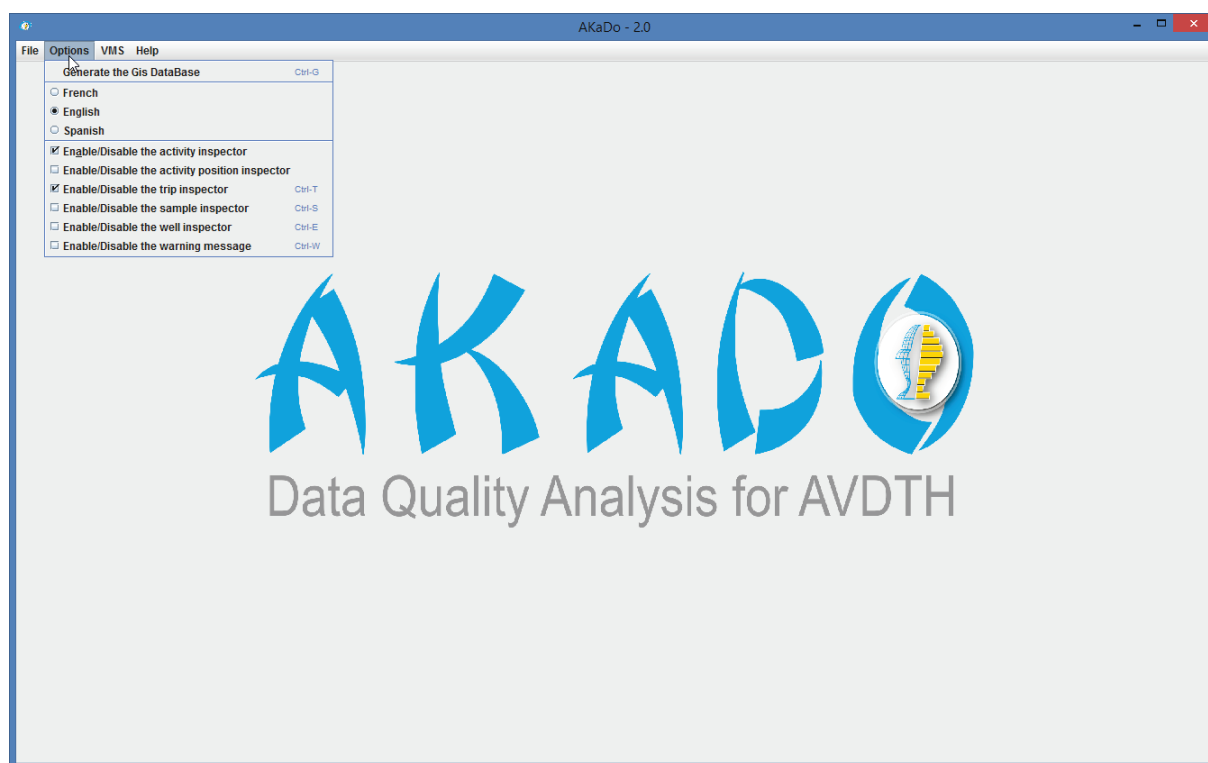 AKaDo - 2.0
File Options VMS Help
Generate the Gis DataBase Ctrl-G
French
English
Spanish
Enable/Disable the activity inspector
Enable/Disable the activity position inspector
Enable/Disable the trip inspector Ctrl-T
Enable/Disable the sample inspector Ctrl-S
Enable/Disable the well inspector Ctrl-E
Enable/Disable the warning message Ctrl-W
AKADO
Data Quality Analysis for AVDTH